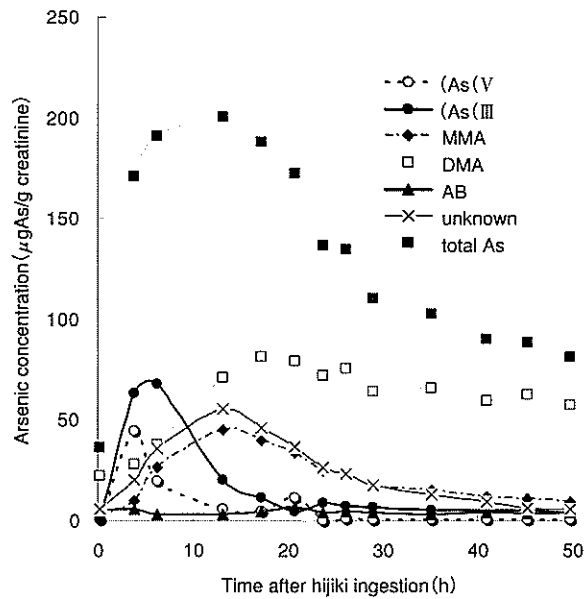 250
200
150
100
50
0
Arsenic concentration (μgAs/g creatinine)
(As(Ⅴ
(As(Ⅲ
MMA
DMA
AB
unknown
total As
0 10 20 30 40 50
Time after hijiki ingestion (h)